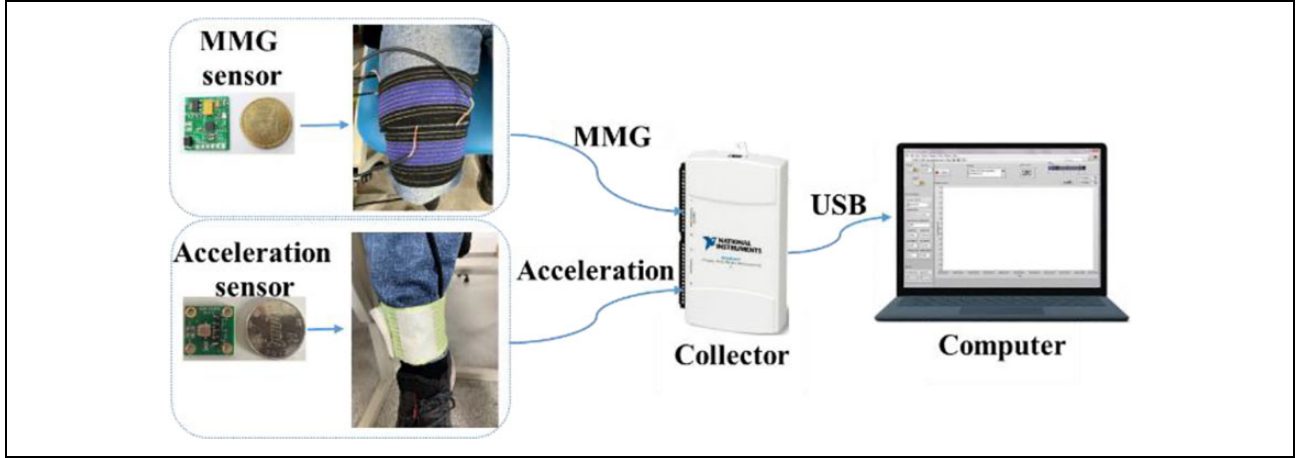 MMG
sensor
MMG
Acceleration
sensor
Acceleration
NATIONAL
INSTRUMENTS
Collector
USB
Computer